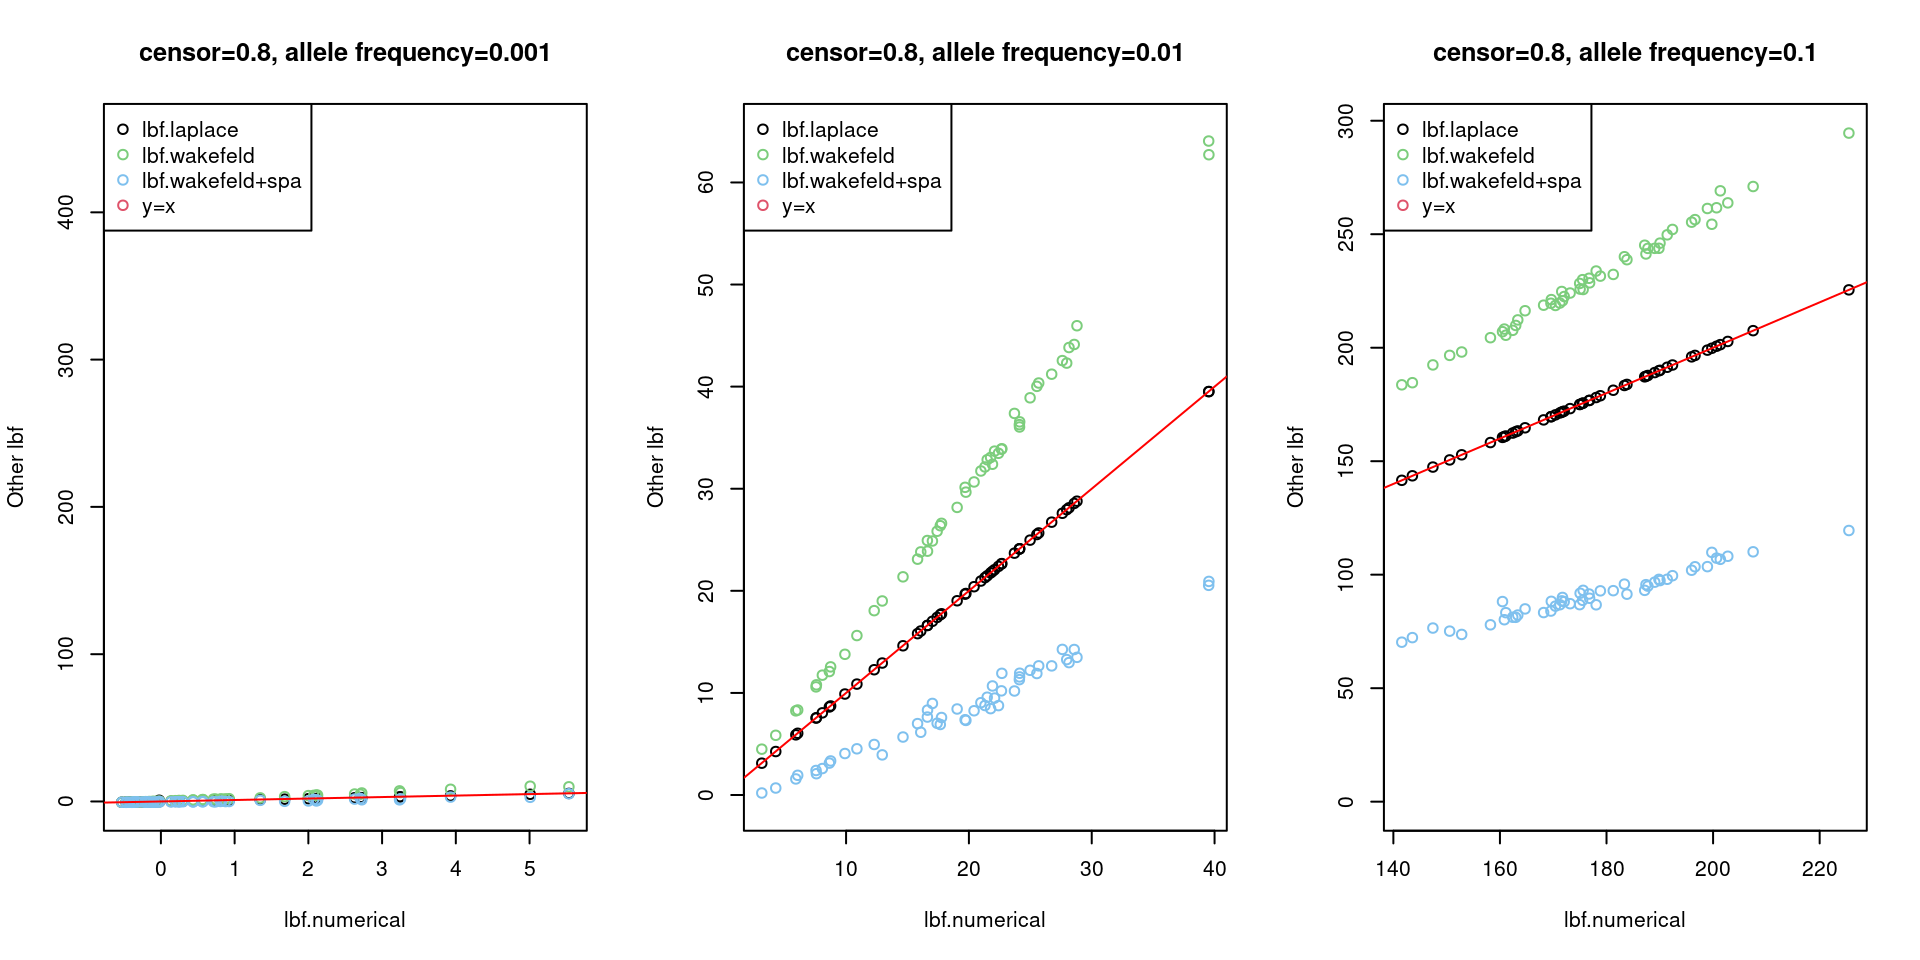 censor=0.8, allele frequency=0.001
lbf.laplace
lbf.wakefeld
lbf.wakefeld+spa
y=x
Other lbf
400
300
200
100
0
0 1 2 3 4 5
lbf.numerical
censor=0.8, allele frequency=0.01
lbf.laplace
lbf.wakefeld
lbf.wakefeld+spa
y=x
Other lbf
60
50
40
30
20
10
0
10 20 30 40
lbf.numerical
censor=0.8, allele frequency=0.1
lbf.laplace
lbf.wakefeld
lbf.wakefeld+spa
y=x
Other lbf
300
250
200
150
100
50
0
140 160 180 200 220
lbf.numerical